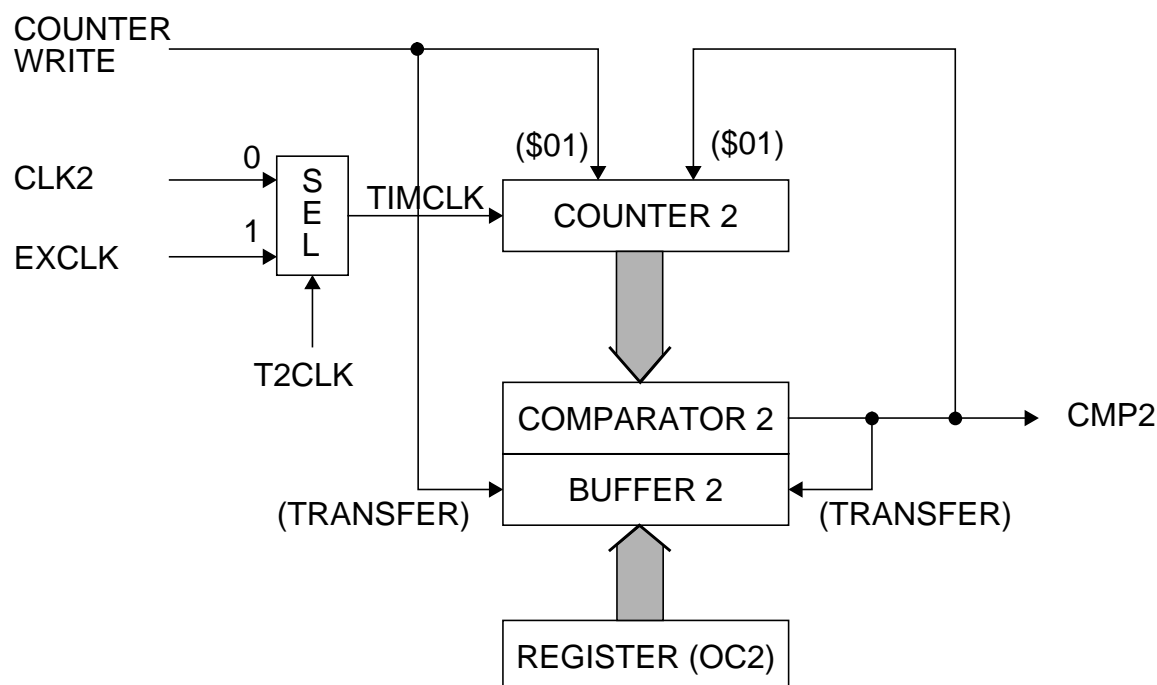 COUNTER
WRITE
($01)
($01)
0
CLK2
S
E
L
TIMCLK
COUNTER 2
1
EXCLK
T2CLK
COMPARATOR 2
CMP2
BUFFER 2
(TRANSFER)
(TRANSFER)
REGISTER (OC2)